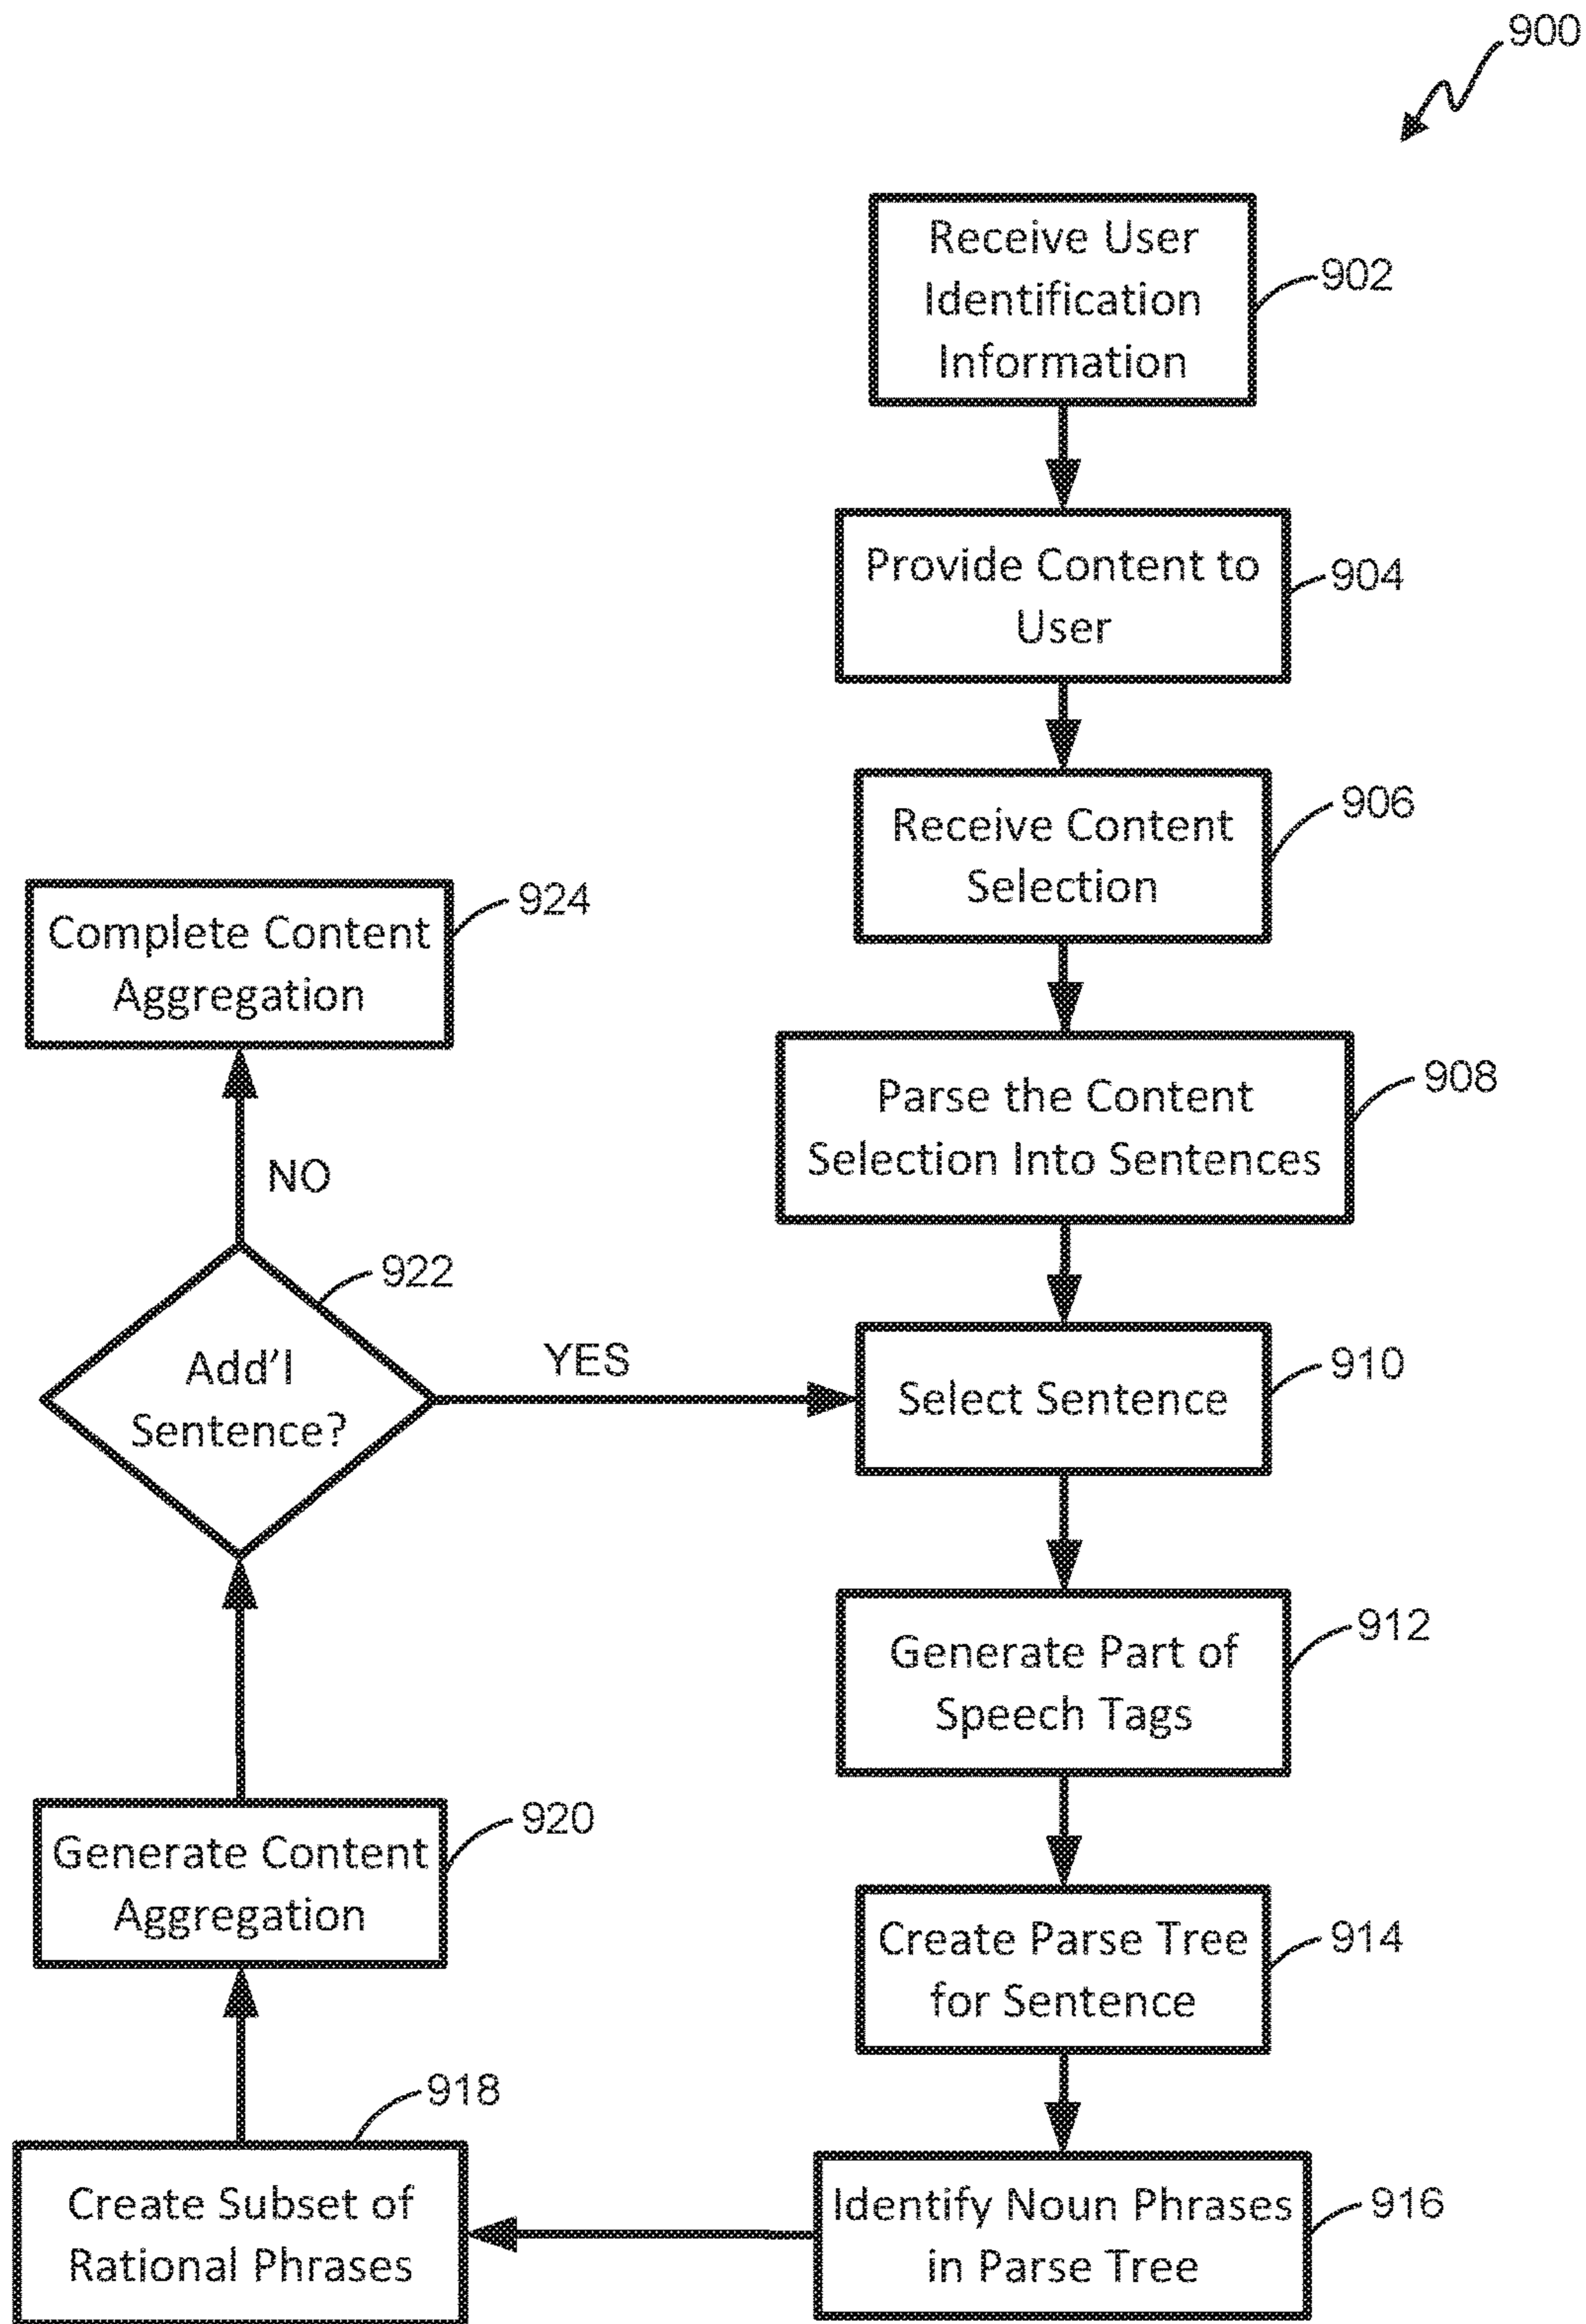 900
Receive User
Identification
Information
902
Provide Content to
User
904
Receive Content
Selection
906
Parse the Content
Selection Into Sentences
908
Select Sentence
910
Generate Part of
Speech Tags
912
Create Parse Tree
for Sentence
914
Identify Noun Phrases
in Parse Tree
916
Create Subset of
Rational Phrases
918
Generate Content
Aggregation
920
Add'l
Sentence?
922
YES
NO
Complete Content
Aggregation
924